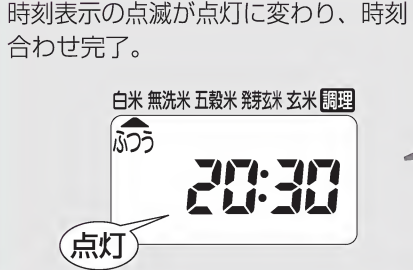 時刻表示の点滅が点灯に変わり、時刻
合わせ完了。
白米 無洗米 五穀米 発芽玄米 玄米 調理
ふつう
20:30
点灯